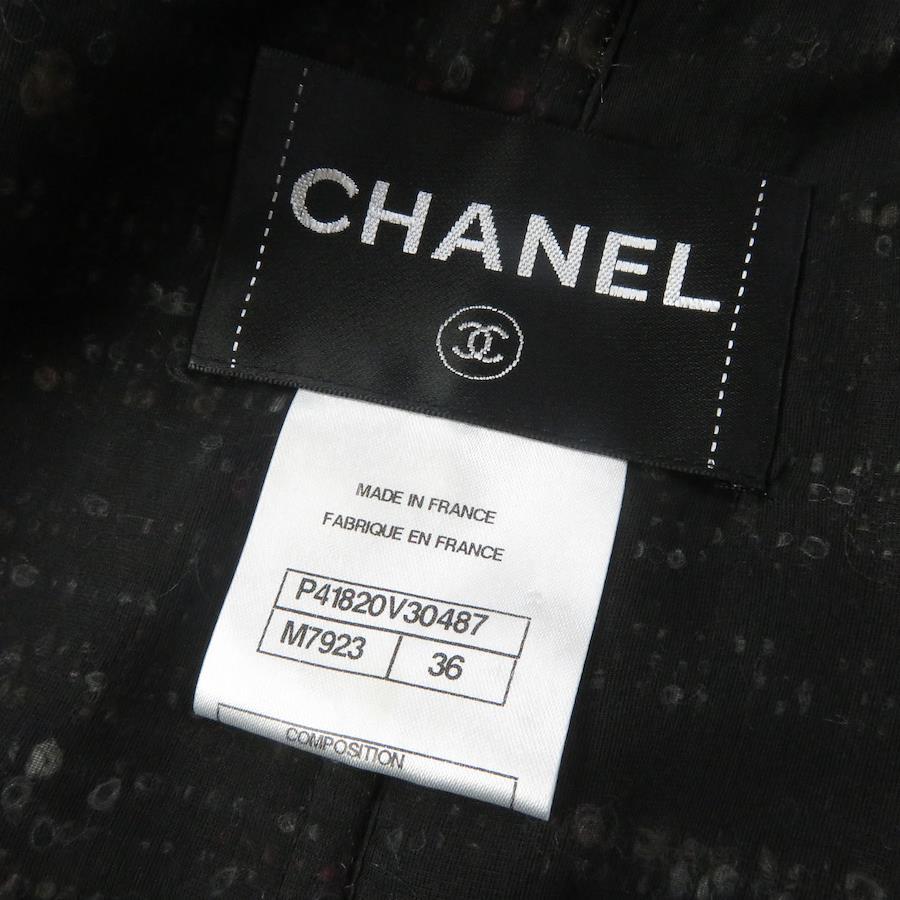 CHANEL
MADE IN FRANCE
FABRIQUE EN FRANCE
P41820V30487
M7923 36
COMPOSITION